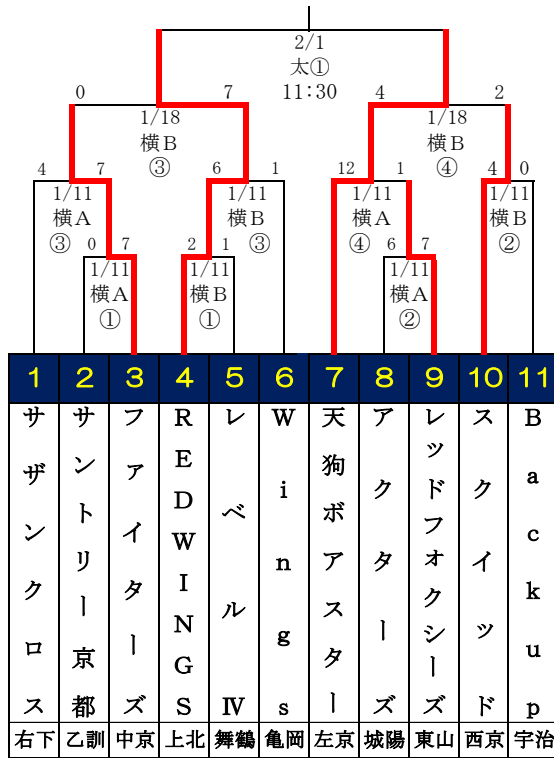 2/1
太①
11:30
0 7 4 2
1/18 1/18
横B 横B
③ ④
4 7 6 1 12 1 4 0
1/11 1/11 1/11 1/11
横A 横B 横A 横B
③ ③ ④ ②
0 7 2 1 6 7
1/11 1/11 1/11
横A 横B 横A
① ① ②
1 2 3 4 5 6 7 8 9 10 11
サザンクロス
サントリー京都
ファイターズ
REDWINGS
レベルⅣ
Wings
天狗ボアスター
アクターズ
レッドフオクシーズ
スクイッド
Backup
右下 乙訓 中京 上北 舞鶴 亀岡 左京 城陽 東山 西京 宇治